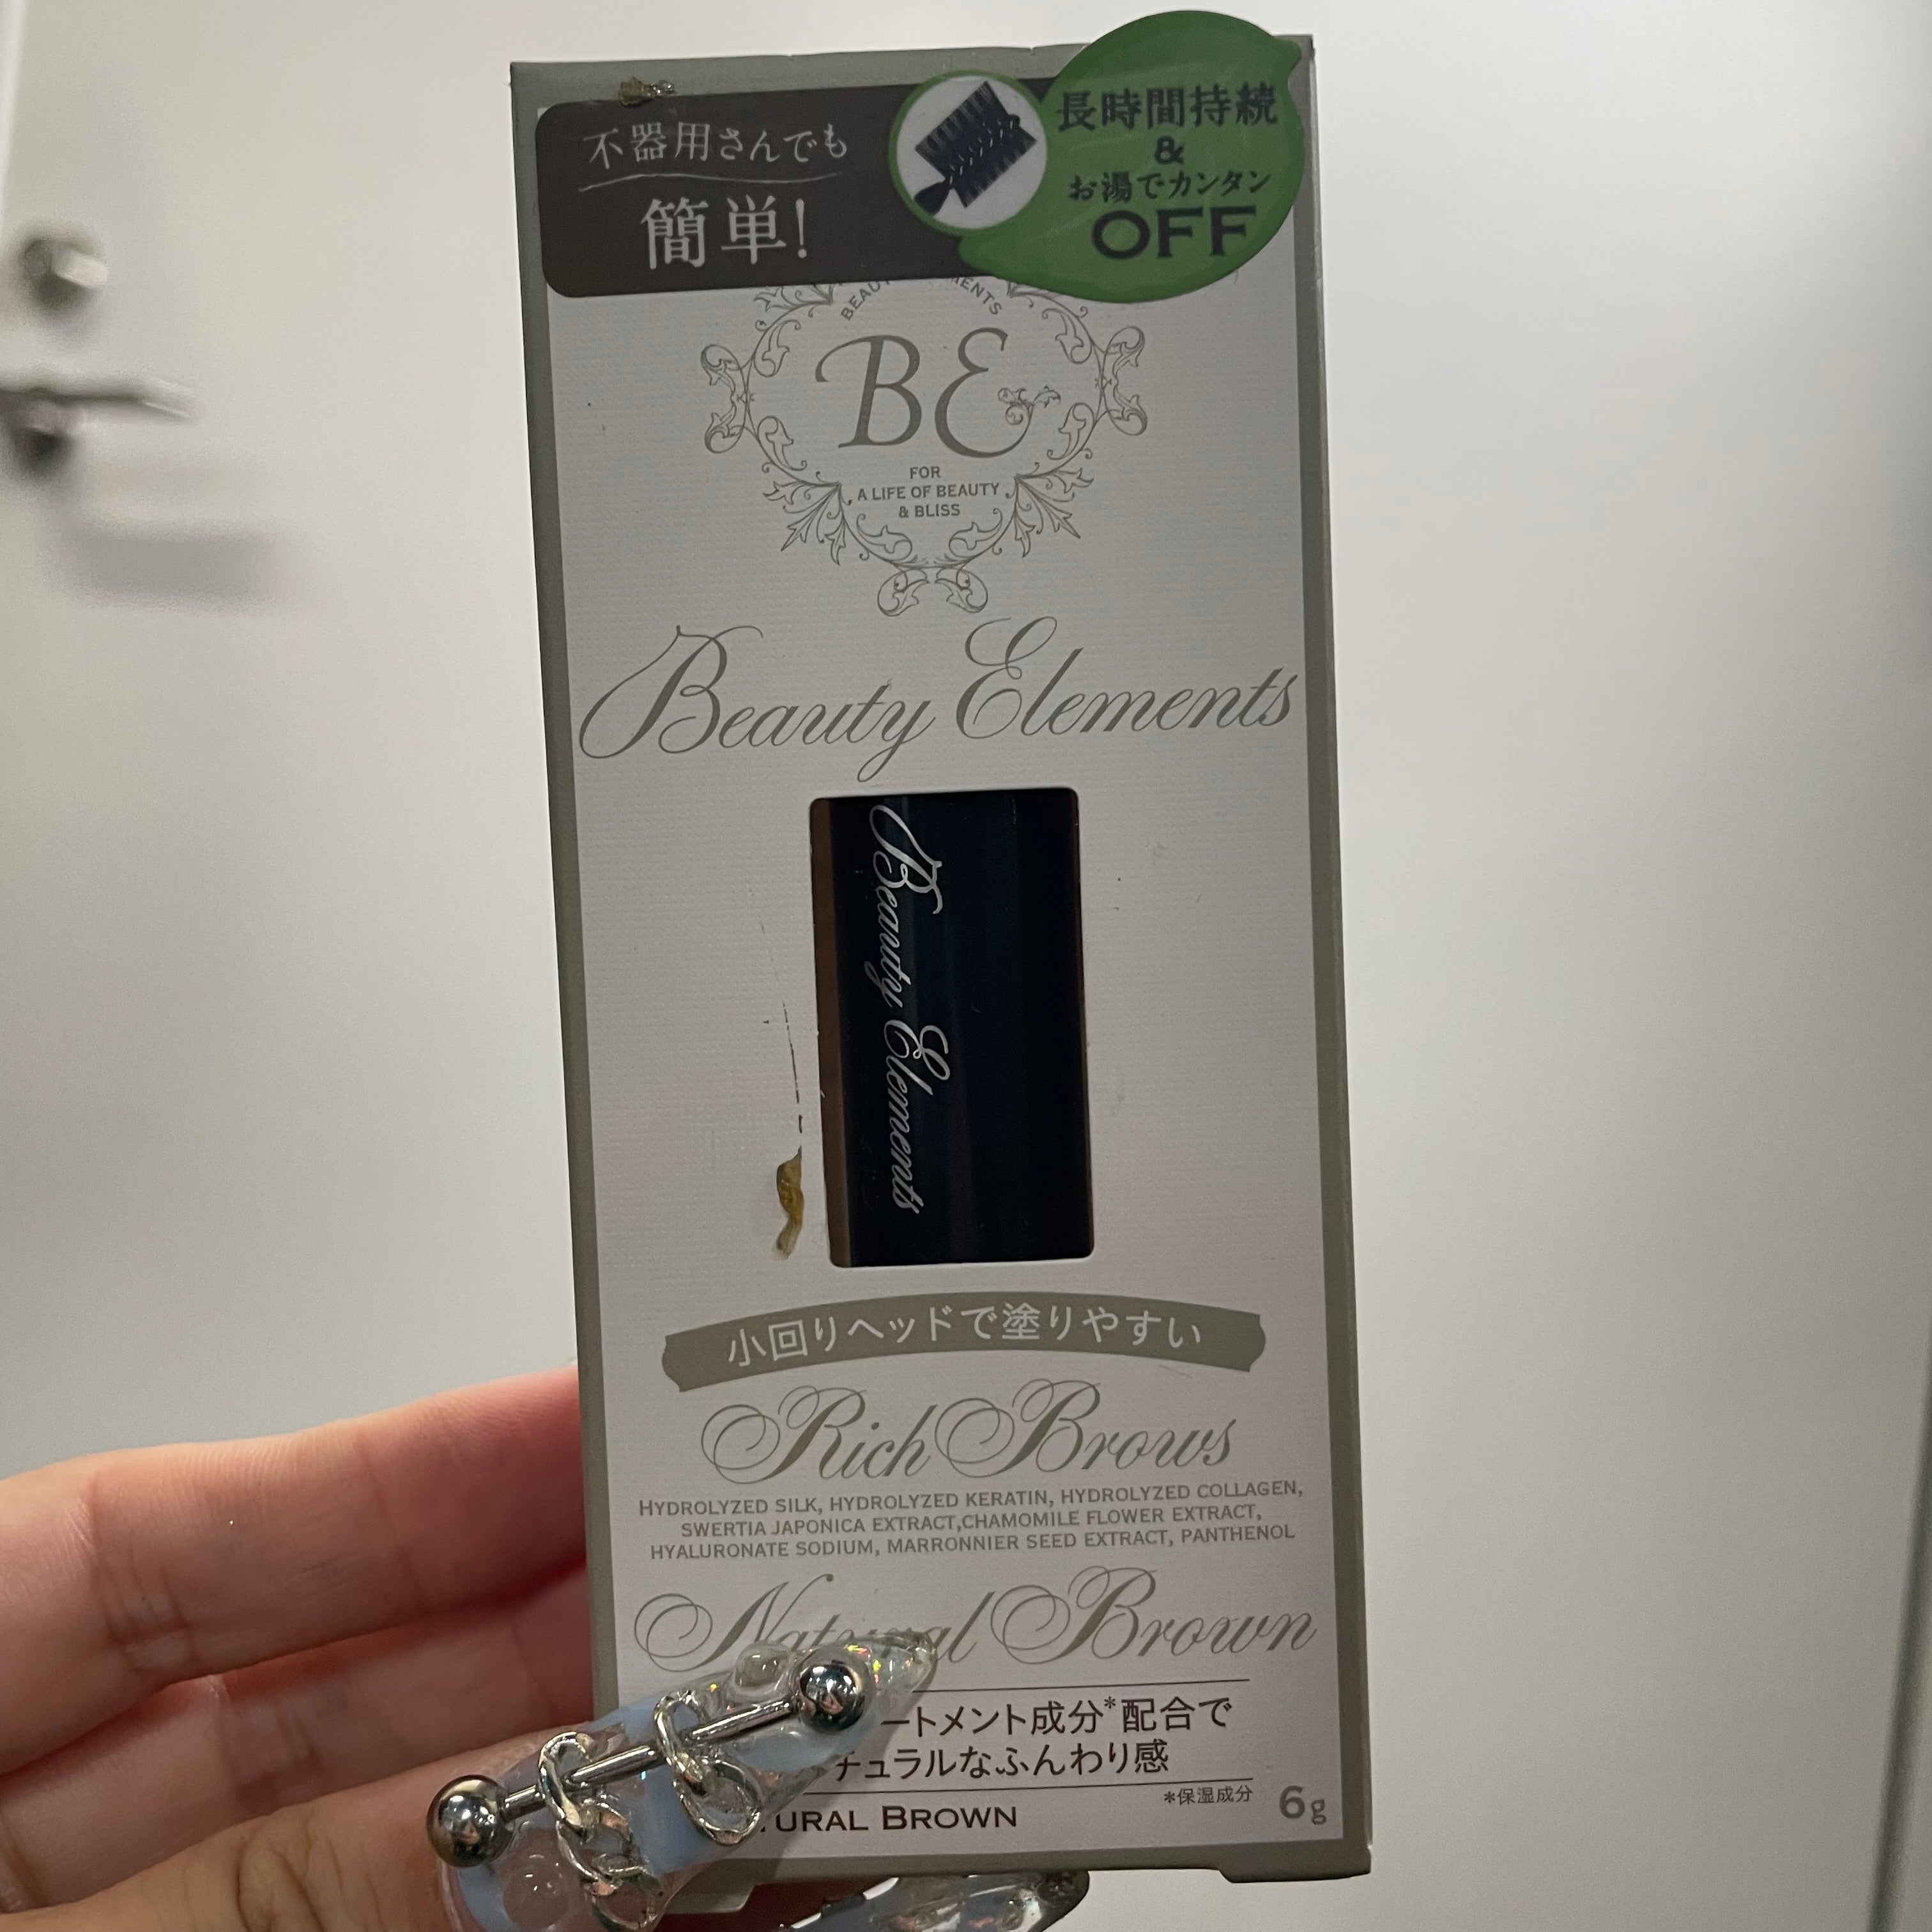 不器用さんでも
簡単!
長時間持続
&
お湯でカンタン
OFF
BE
FOR
A LIFE OF BEAUTY
& BLISS
Beauty Elements
Beauty Elements
小回りヘッドで塗りやすい
Rich Brows
HYDROLYZED SILK, HYDROLYZED KERATIN, HYDROLYZED COLLAGEN,
SWERTIA JAPONICA EXTRACT,CHAMOMILE FLOWER EXTRACT,
HYALURONATE SODIUM, MARRONNIER SEED EXTRACT, PANTHENOL
Natural Brown
ートメント成分*配合で
チュラルなふんわり感
*保湿成分
URAL BROWN
6g